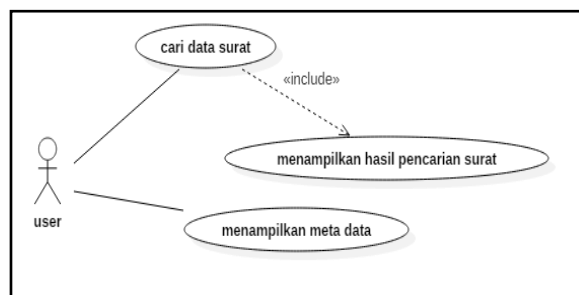 cari data surat
«include»
menampilkan hasil pencarian surat
user
menampilkan meta data